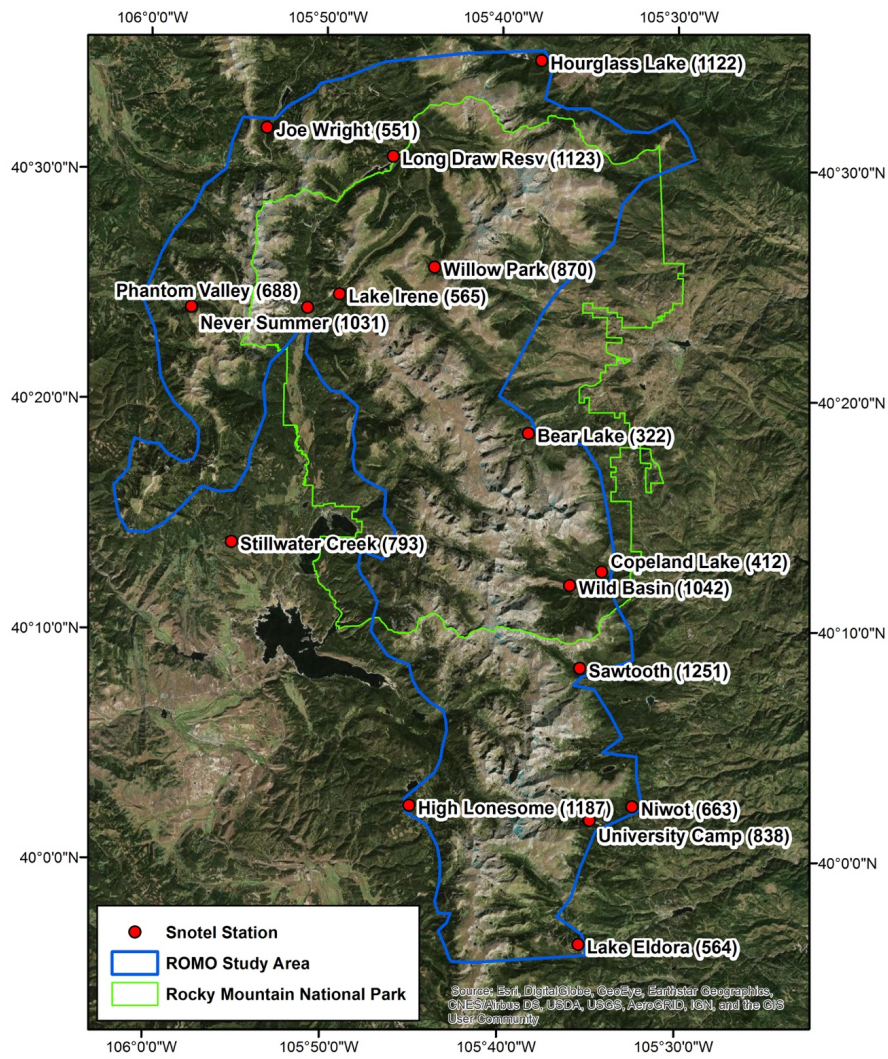 106°0'0"W 105°50'0"W 105°40'0"W 105°30'0"W
Hourglass Lake (1122)
Joe Wright (551)
Long Draw Resv (1123)
40°30'0"N 40°30'0"N
Willow Park (870)
Phantom Valley (688)
Lake Irene (565)
Never Summer (1031)
40°20'0"N 40°20'0"N
Bear Lake (322)
Stillwater Creek (793)
Copeland Lake (412)
Wild Basin (1042)
40°10'0"N 40°10'0"N
Sawtooth (1251)
High Lonesome (1187)
Niwot (663)
University Camp (838)
40°0'0"N 40°0'0"N
Lake Eldora (564)
Snotel Station
ROMO Study Area
Rocky Mountain National Park
Source: Esri, DigitalGlobe, GeoEye, Earthstar Geographics,
CNES/Airbus DS, USDA, USGS, AeroGRID, IGN, and the GIS
User Community
106°0'0"W 105°50'0"W 105°40'0"W 105°30'0"W